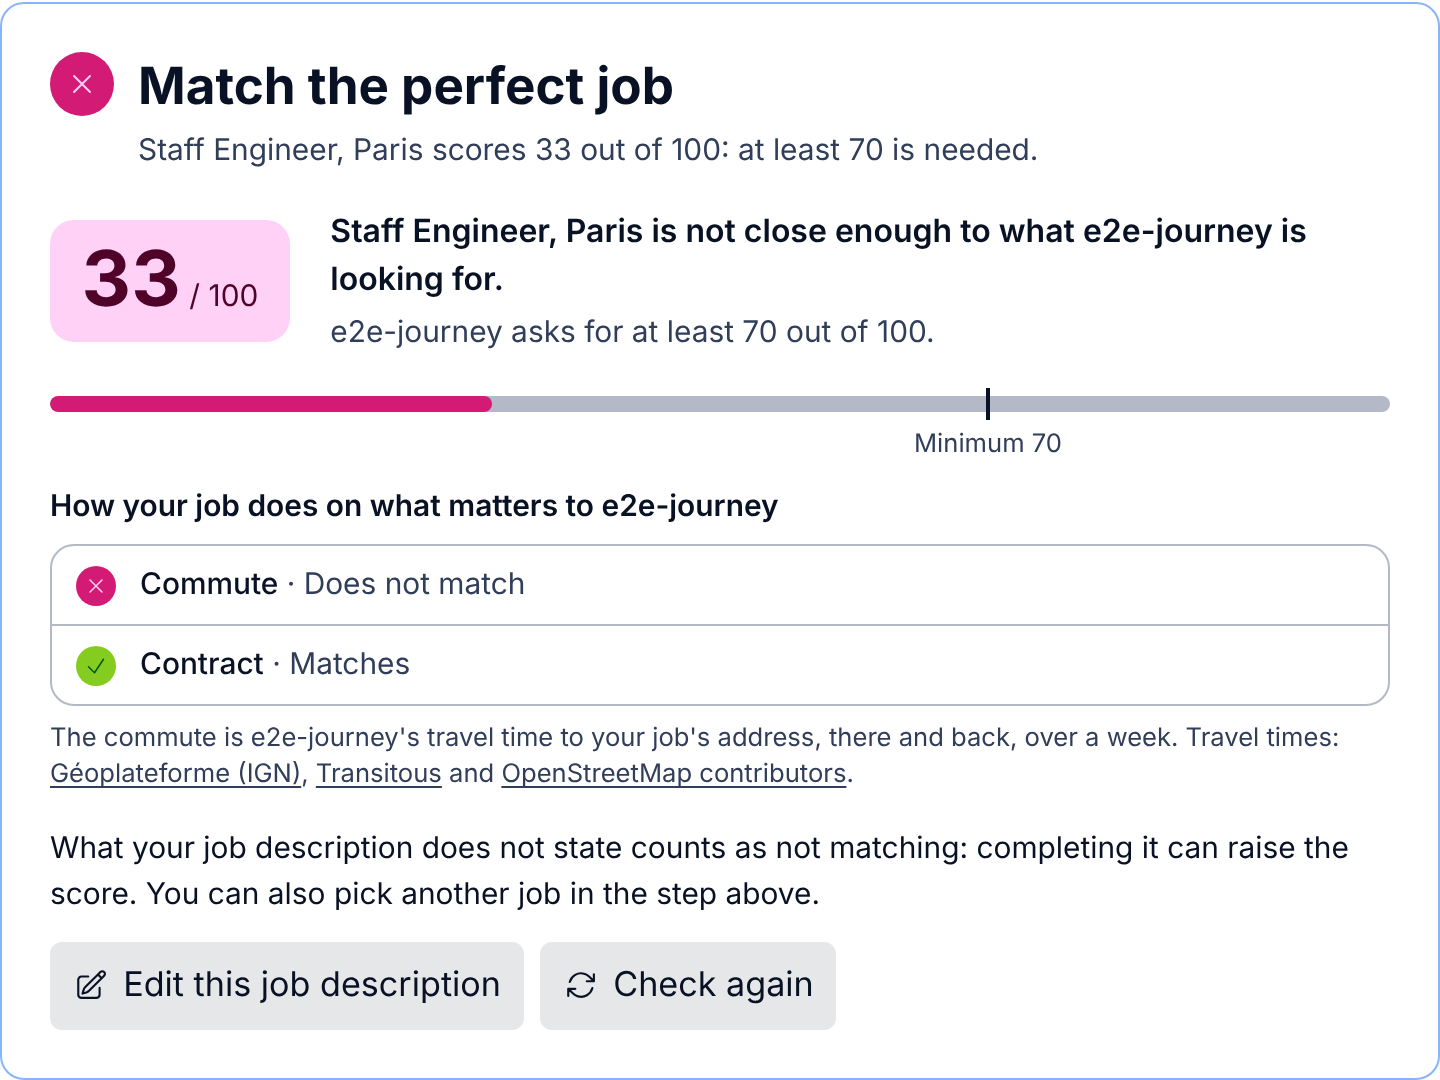 Match the perfect job
Staff Engineer, Paris scores 33 out of 100: at least 70 is needed.
33 / 100
Staff Engineer, Paris is not close enough to what e2e-journey is
looking for.
e2e-journey asks for at least 70 out of 100.
Minimum 70
How your job does on what matters to e2e-journey
Commute · Does not match
Contract · Matches
The commute is e2e-journey's travel time to your job's address, there and back, over a week. Travel times:
Géoplateforme (IGN), Transitous and OpenStreetMap contributors.
What your job description does not state counts as not matching: completing it can raise the
score. You can also pick another job in the step above.
Edit this job description
Check again